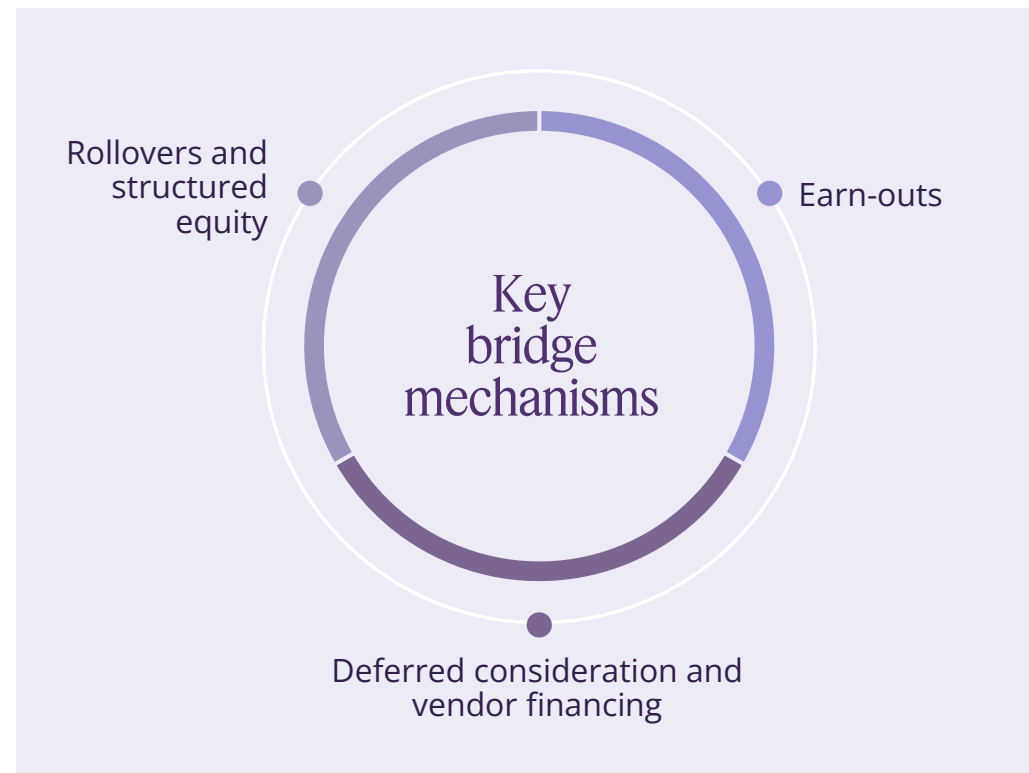 Rollovers and
structured
equity
Earn-outs
Key
bridge
mechanisms
Deferred consideration and
vendor financing